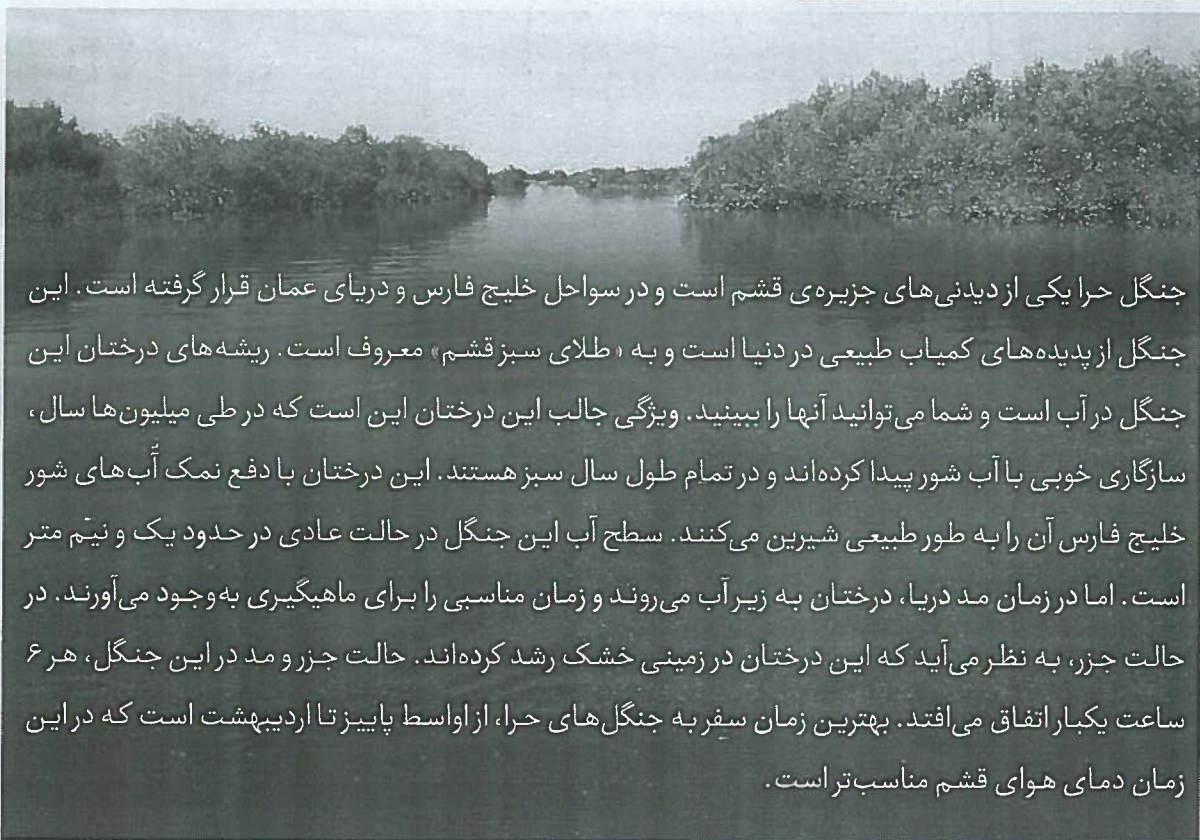 جنگل حرا یکی از دیدنی‌های جزیره‌ی قشم است و در سواحل خلیج فارس و دریای عمان قرار گرفته است. این
جنگل از پدیده‌های کمیاب طبیعی در دنیا است و به «طلای سبز قشم» معروف است. ریشه‌های درختان این
جنگل در آب است و شما می‌توانید آنها را ببینید. ویژگی جالب این درختان این است که در طی میلیون‌ها سال،
سازگاری خوبی با آب شور پیدا کرده‌اند و در تمام طول سال سبز هستند. این درختان با دفع نمک آب‌های شور
خلیج فارس آن را به طور طبیعی شیرین می‌کنند. سطح آب این جنگل در حالت عادی در حدود یک و نیم متر
است. اما در زمان مد دریا، درختان به زیر آب می‌روند و زمان مناسبی را برای ماهیگیری به‌وجود می‌آورند. در
حالت جزر، به نظر می‌آید که این درختان در زمینی خشک رشد کرده‌اند. حالت جزر و مد در این جنگل، هر ۶
ساعت یکبار اتفاق می‌افتد. بهترین زمان سفر به جنگل‌های حرا، از اواسط پاییز تا اردیبهشت است که در این
زمان دمای هوای قشم مناسب‌تر است.